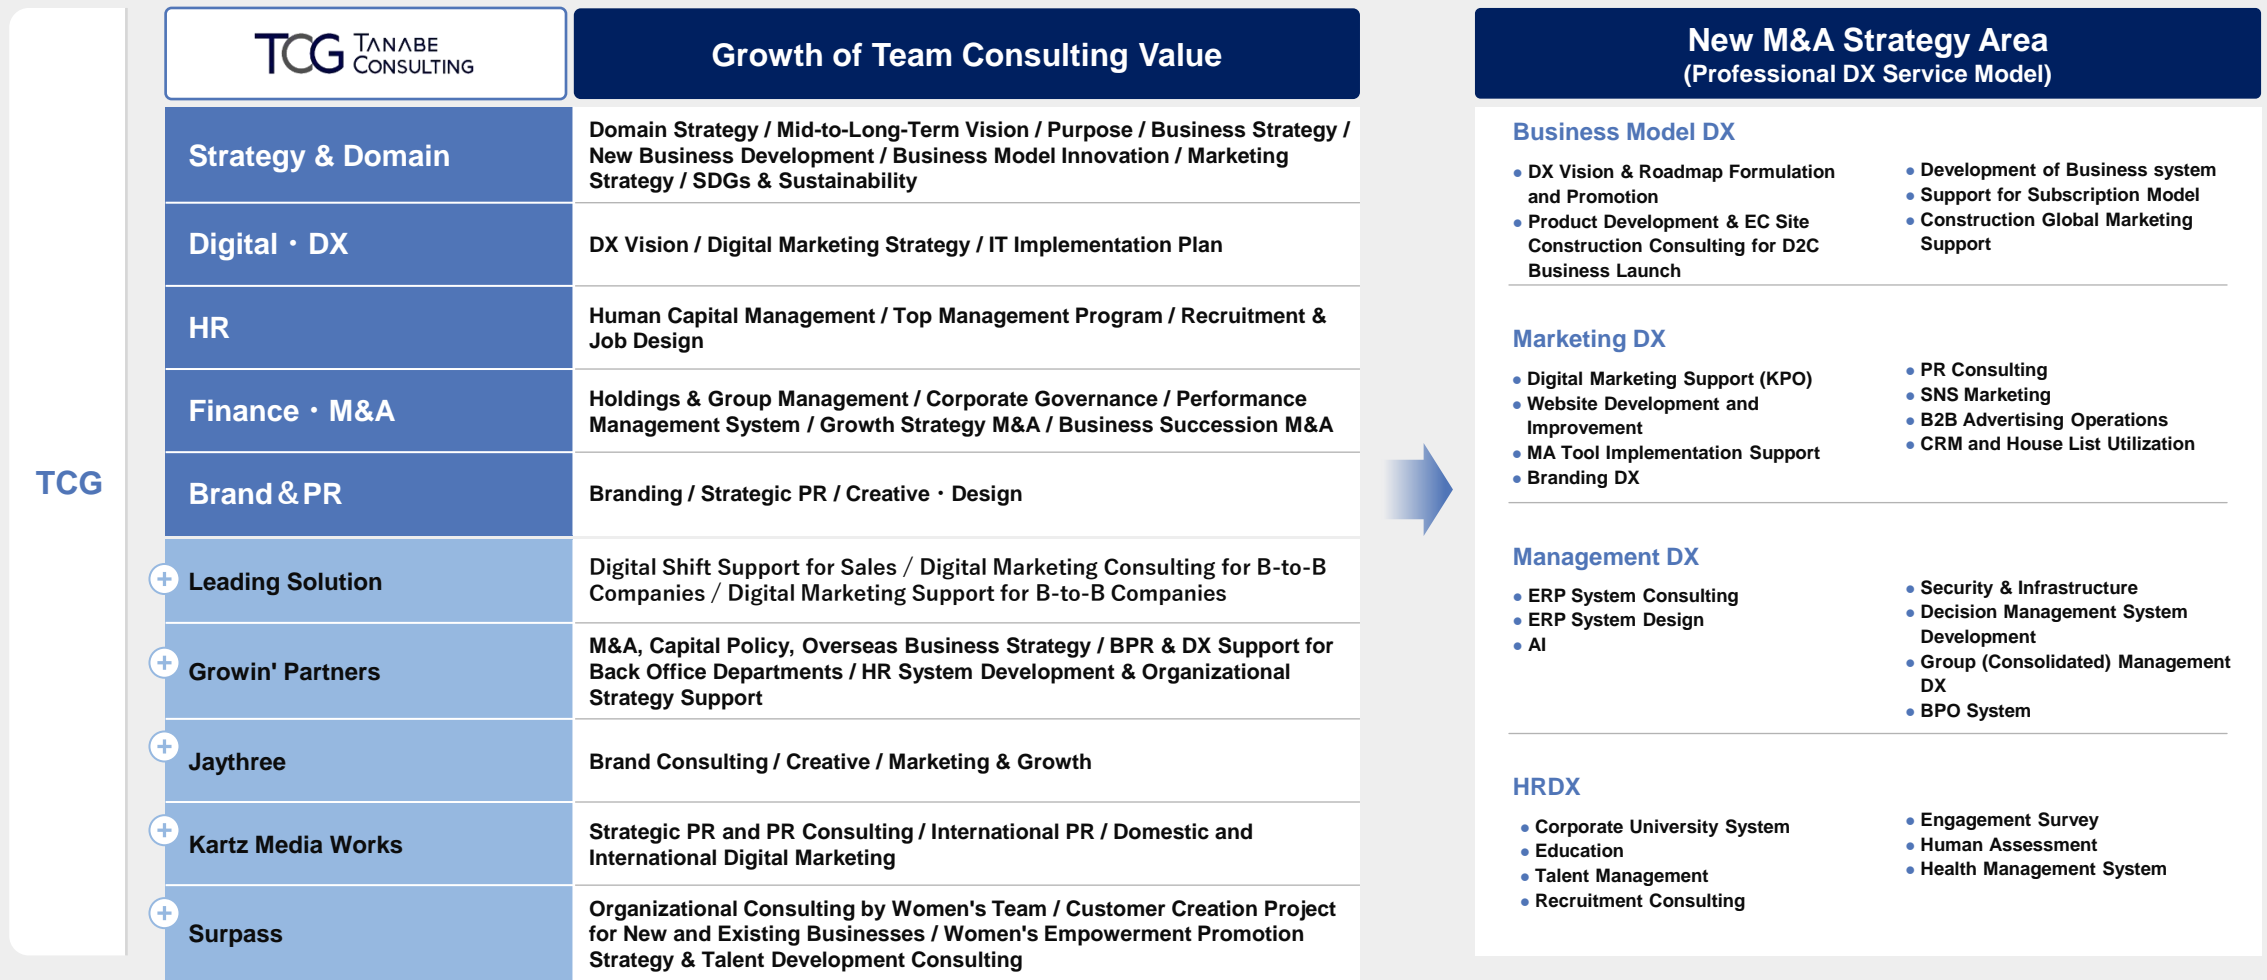 TCG
TCG TANABE CONSULTING
Growth of Team Consulting Value
Strategy & Domain
Domain Strategy / Mid-to-Long-Term Vision / Purpose / Business Strategy /
New Business Development / Business Model Innovation / Marketing
Strategy / SDGs & Sustainability
Digital・DX
DX Vision / Digital Marketing Strategy / IT Implementation Plan
HR
Human Capital Management / Top Management Program / Recruitment &
Job Design
Finance・M&A
Holdings & Group Management / Corporate Governance / Performance
Management System / Growth Strategy M&A / Business Succession M&A
Brand＆PR
Branding / Strategic PR / Creative・Design
+ Leading Solution
Digital Shift Support for Sales / Digital Marketing Consulting for B-to-B
Companies / Digital Marketing Support for B-to-B Companies
+ Growin' Partners
M&A, Capital Policy, Overseas Business Strategy / BPR & DX Support for
Back Office Departments / HR System Development & Organizational
Strategy Support
+ Jaythree
Brand Consulting / Creative / Marketing & Growth
+ Kartz Media Works
Strategic PR and PR Consulting / International PR / Domestic and
International Digital Marketing
+ Surpass
Organizational Consulting by Women's Team / Customer Creation Project
for New and Existing Businesses / Women's Empowerment Promotion
Strategy & Talent Development Consulting
New M&A Strategy Area
(Professional DX Service Model)
Business Model DX
● DX Vision & Roadmap Formulation
and Promotion
● Product Development & EC Site
Construction Consulting for D2C
Business Launch
● Development of Business system
● Support for Subscription Model
● Construction Global Marketing
Support
Marketing DX
● Digital Marketing Support (KPO)
● Website Development and
Improvement
● MA Tool Implementation Support
● Branding DX
● PR Consulting
● SNS Marketing
● B2B Advertising Operations
● CRM and House List Utilization
Management DX
● ERP System Consulting
● ERP System Design
● AI
● Security & Infrastructure
● Decision Management System
Development
● Group (Consolidated) Management
DX
● BPO System
HRDX
● Corporate University System
● Education
● Talent Management
● Recruitment Consulting
● Engagement Survey
● Human Assessment
● Health Management System